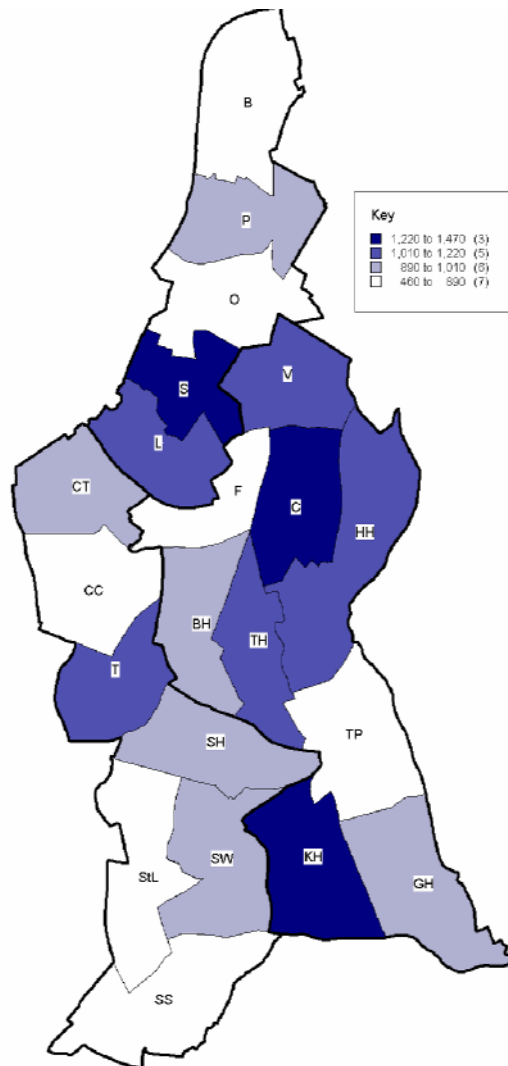 B
P
Key
1,220 to 1,470 (3)
1,010 to 1,220 (5)
890 to 1,010 (6)
460 to 890 (7)
O
S
V
L
F
C
CT
HH
CC
BH
TH
T
SH
TP
KH
SW
StL
GH
SS